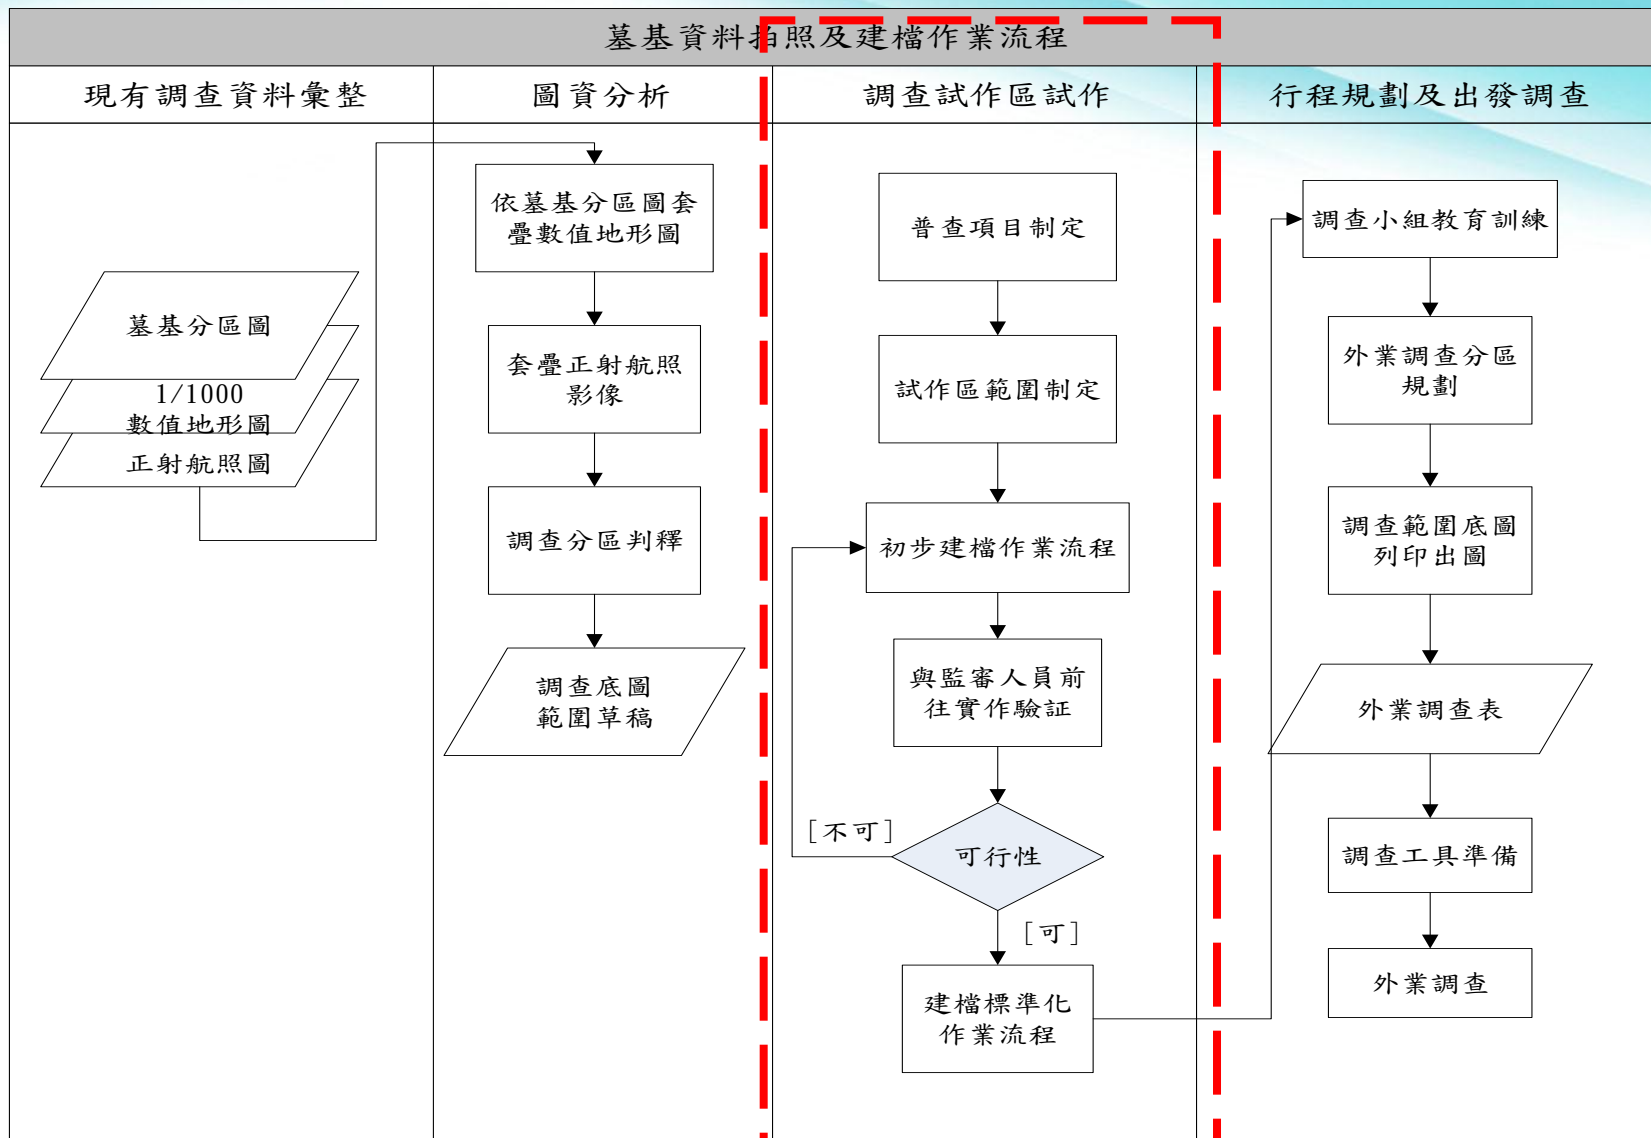 墓基資料拍照及建檔作業流程
現有調查資料彙整
圖資分析
調查試作區試作
行程規劃及出發調查
墓基分區圖
1/1000
數值地形圖
正射航照圖
依墓基分區圖套
疊數值地形圖
套疊正射航照
影像
調查分區判釋
調查底圖
範圍草稿
普查項目制定
試作區範圍制定
初步建檔作業流程
與監審人員前
往實作驗証
可行性
[不可]
[可]
建檔標準化
作業流程
調查小組教育訓練
外業調查分區
規劃
調查範圍底圖
列印出圖
外業調查表
調查工具準備
外業調查